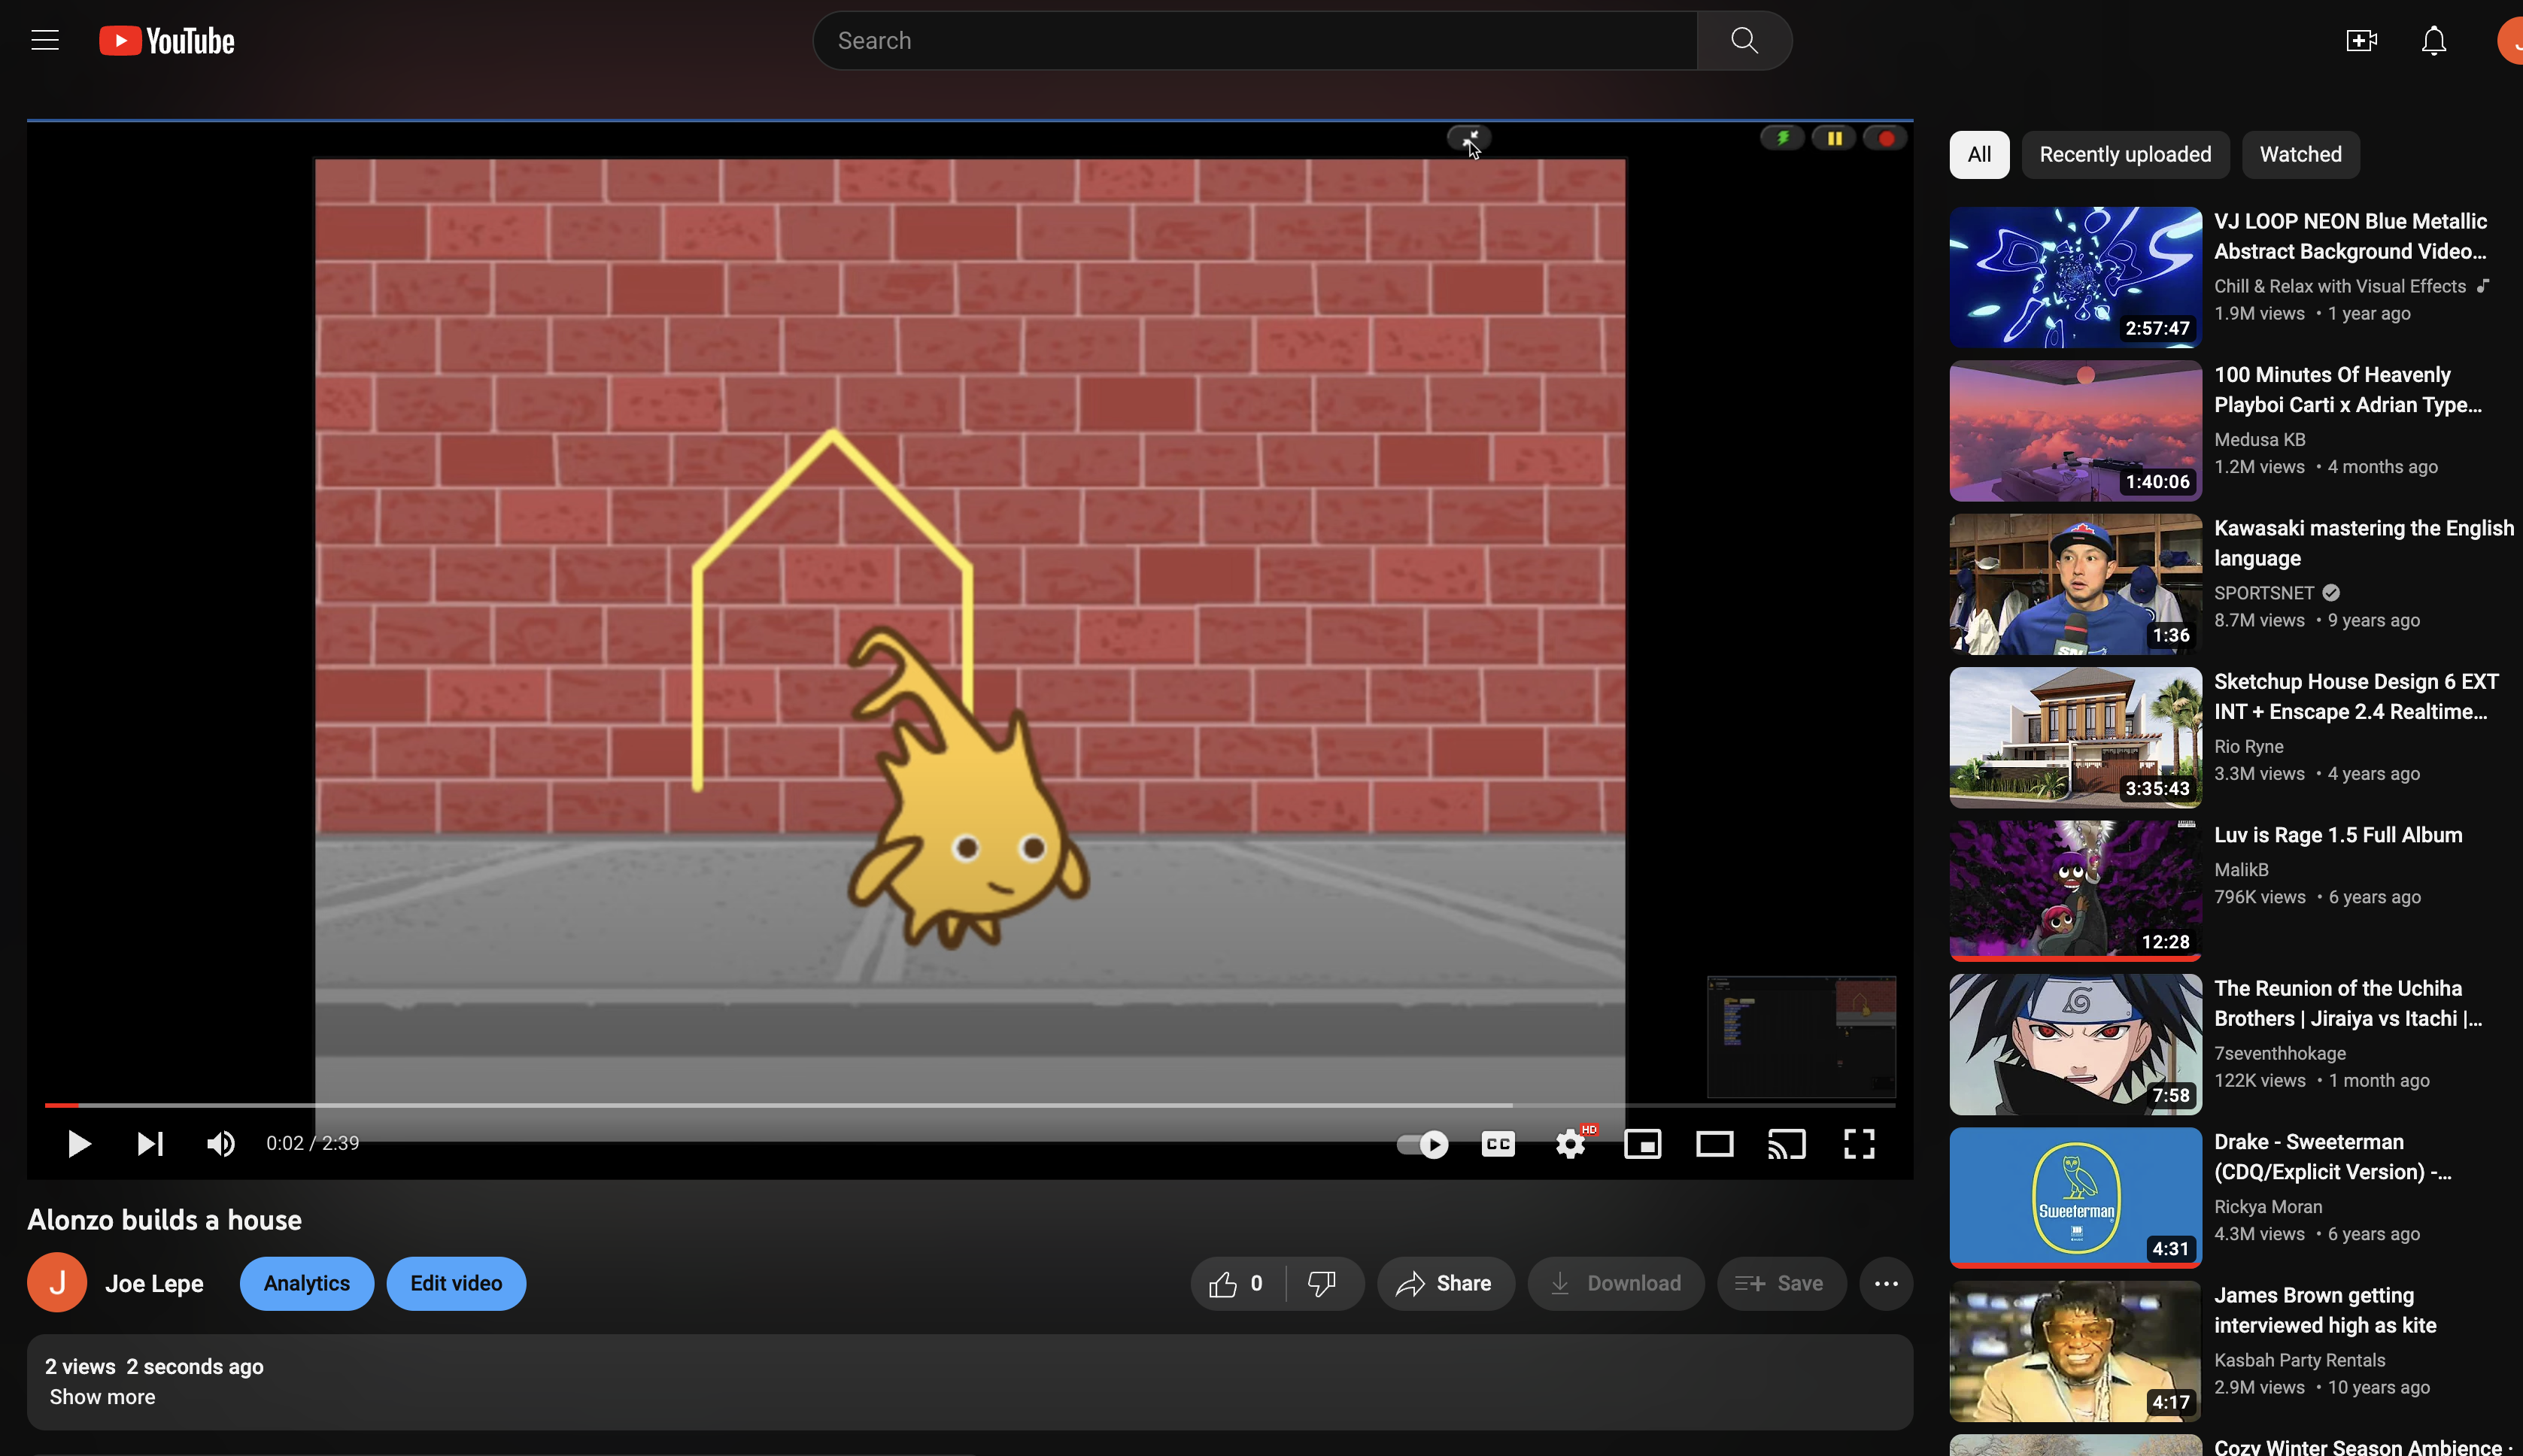 YouTube
Search
J
HD
CC
0:02 / 2:39
Alonzo builds a house
J
Joe Lepe
Analytics
Edit video
0
Share
Download
Save
2 views 2 seconds ago
Show more
All
Recently uploaded
Watched
2:57:47
VJ LOOP NEON Blue Metallic
Abstract Background Video...
Chill & Relax with Visual Effects
1.9M views • 1 year ago
1:40:06
100 Minutes Of Heavenly
Playboi Carti x Adrian Type...
Medusa KB
1.2M views • 4 months ago
SN
1:36
Kawasaki mastering the English
language
SPORTSNET
8.7M views • 9 years ago
3:35:43
Sketchup House Design 6 EXT
INT + Enscape 2.4 Realtime...
Rio Ryne
3.3M views • 4 years ago
12:28
Luv is Rage 1.5 Full Album
MalikB
796K views • 6 years ago
7:58
The Reunion of the Uchiha
Brothers | Jiraiya vs Itachi |...
7seventhhokage
122K views • 1 month ago
Sweeterman
4:31
Drake - Sweeterman
(CDQ/Explicit Version) -...
Rickya Moran
4.3M views • 6 years ago
4:17
James Brown getting
interviewed high as kite
Kasbah Party Rentals
2.9M views • 10 years ago
Cozy Winter Season Ambience ·